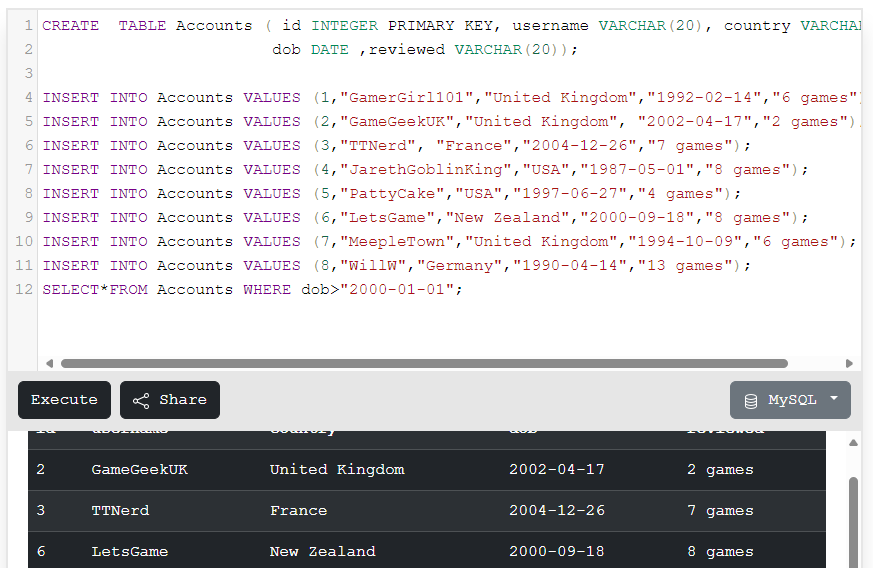 1 CREATE  TABLE Accounts ( id INTEGER PRIMARY KEY, username VARCHAR(20), country VARCHA
2 dob DATE ,reviewed VARCHAR(20));
3
4 INSERT INTO Accounts VALUES (1,"GamerGirl101","United Kingdom","1992-02-14","6 games"
5 INSERT INTO Accounts VALUES (2,"GameGeekUK","United Kingdom", "2002-04-17","2 games")
6 INSERT INTO Accounts VALUES (3,"TTNerd", "France","2004-12-26","7 games");
7 INSERT INTO Accounts VALUES (4,"JarethGoblinKing","USA","1987-05-01","8 games");
8 INSERT INTO Accounts VALUES (5,"PattyCake","USA","1997-06-27","4 games");
9 INSERT INTO Accounts VALUES (6,"LetsGame","New Zealand","2000-09-18","8 games");
10 INSERT INTO Accounts VALUES (7,"MeepleTown","United Kingdom","1994-10-09","6 games");
11 INSERT INTO Accounts VALUES (8,"WillW","Germany","1990-04-14","13 games");
12 SELECT*FROM Accounts WHERE dob>"2000-01-01";
Execute Share MySQL
id username country dob reviewed
2 GameGeekUK United Kingdom 2002-04-17 2 games
3 TTNerd France 2004-12-26 7 games
6 LetsGame New Zealand 2000-09-18 8 games